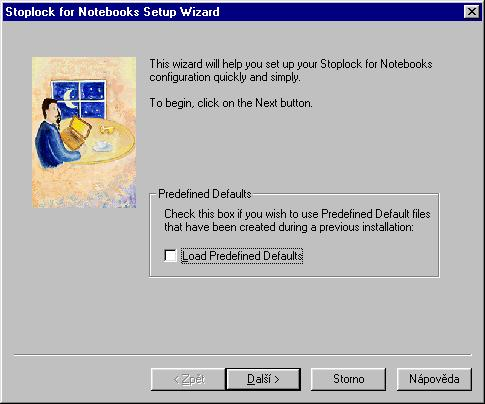 Stoplock for Notebooks Setup Wizard
This wizard will help you set up your Stoplock for Notebooks
configuration quickly and simply.
To begin, click on the Next button.
Predefined Defaults
Check this box if you wish to use Predefined Default files
that have been created during a previous installation:
Load Predefined Defaults
< Zpět
Další >
Storno
Nápověda